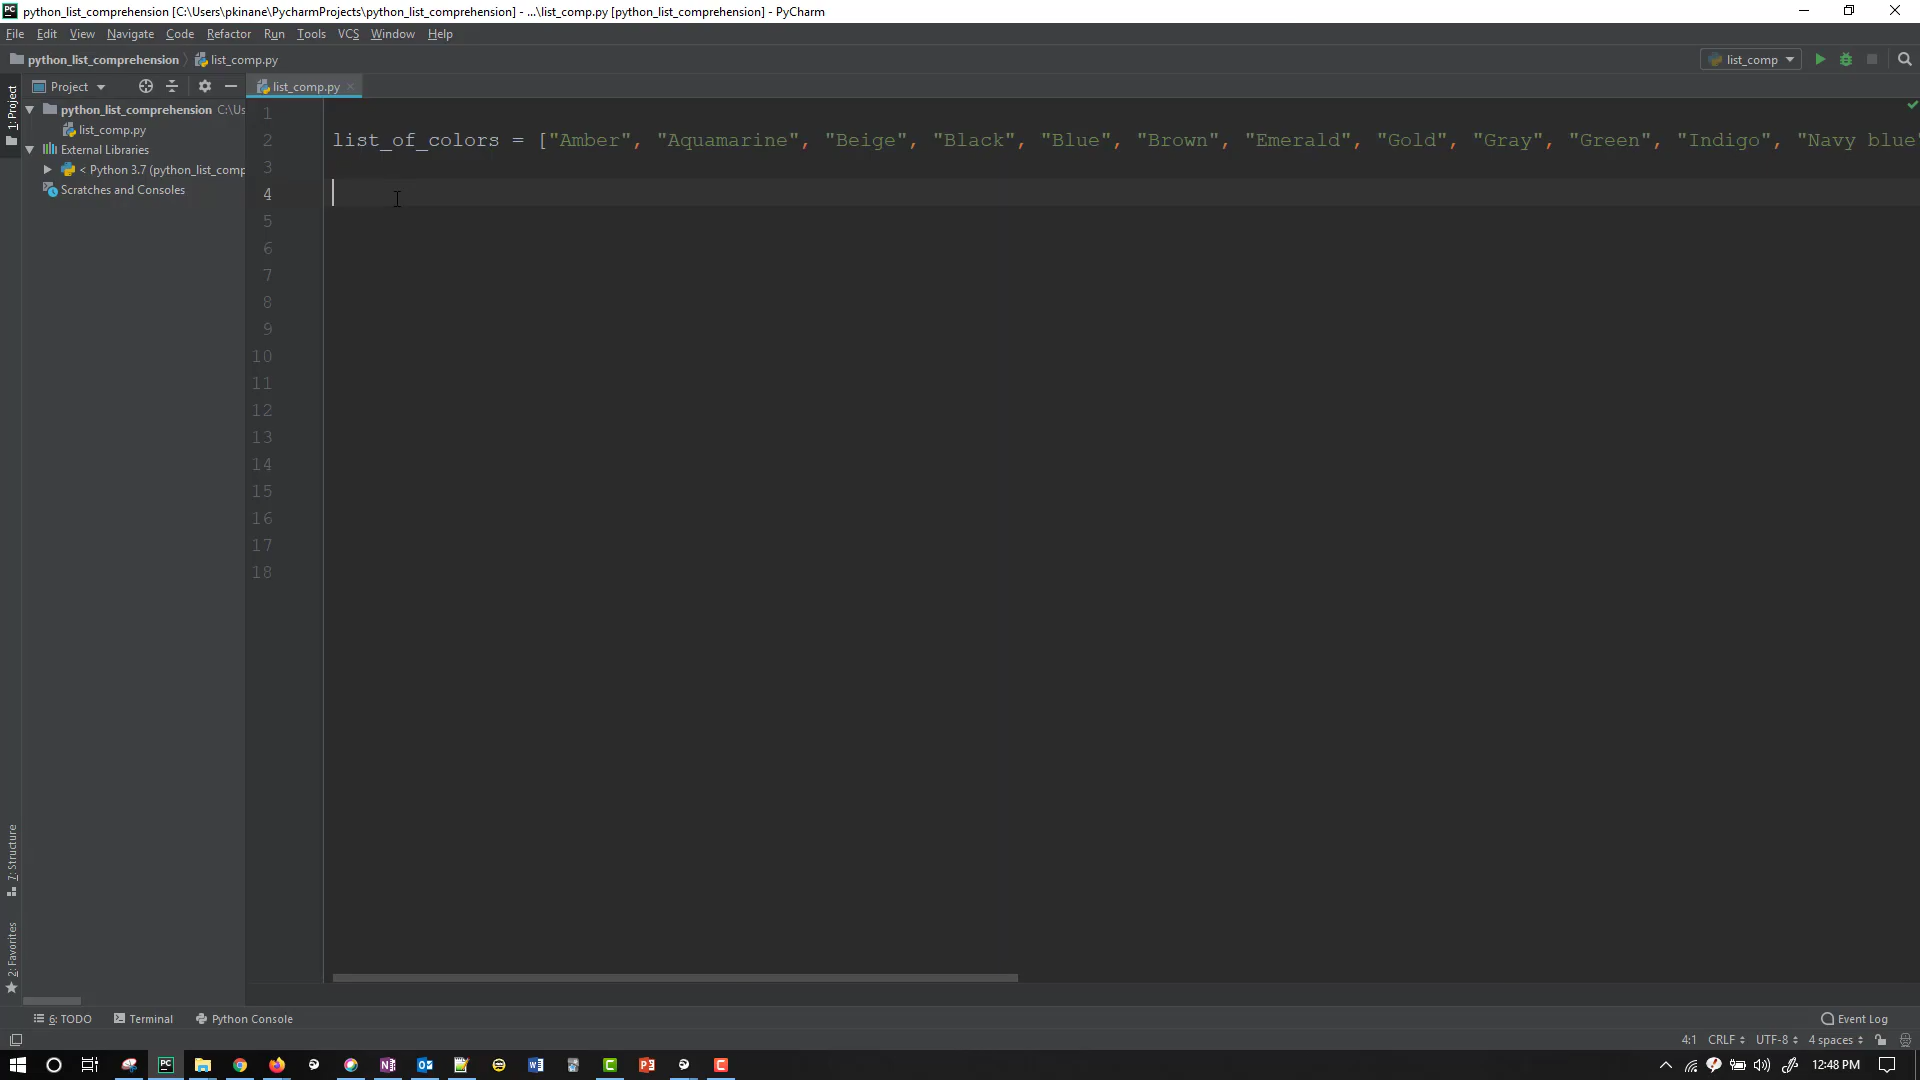 python_list_comprehension [C:\Users\pkinane\PycharmProjects\python_list_comprehension] - ...\list_comp.py [python_list_comprehension] - PyCharm
File Edit View Navigate Code Refactor Run Tools VCS Window Help
python_list_comprehension list_comp.py list_comp
1: Project
Project
list_comp.py
python_list_comprehension C:\Us
list_comp.py
External Libraries
< Python 3.7 (python_list_comp
Scratches and Consoles
1
2 list_of_colors = ["Amber", "Aquamarine", "Beige", "Black", "Blue", "Brown", "Emerald", "Gold", "Gray", "Green", "Indigo", "Navy blue"
3
4
5
6
7
8
9
10
11
12
13
14
15
16
17
18
7: Structure
2: Favorites
6: TODO Terminal Python Console Event Log
4:1 CRLF UTF-8 4 spaces
12:48 PM